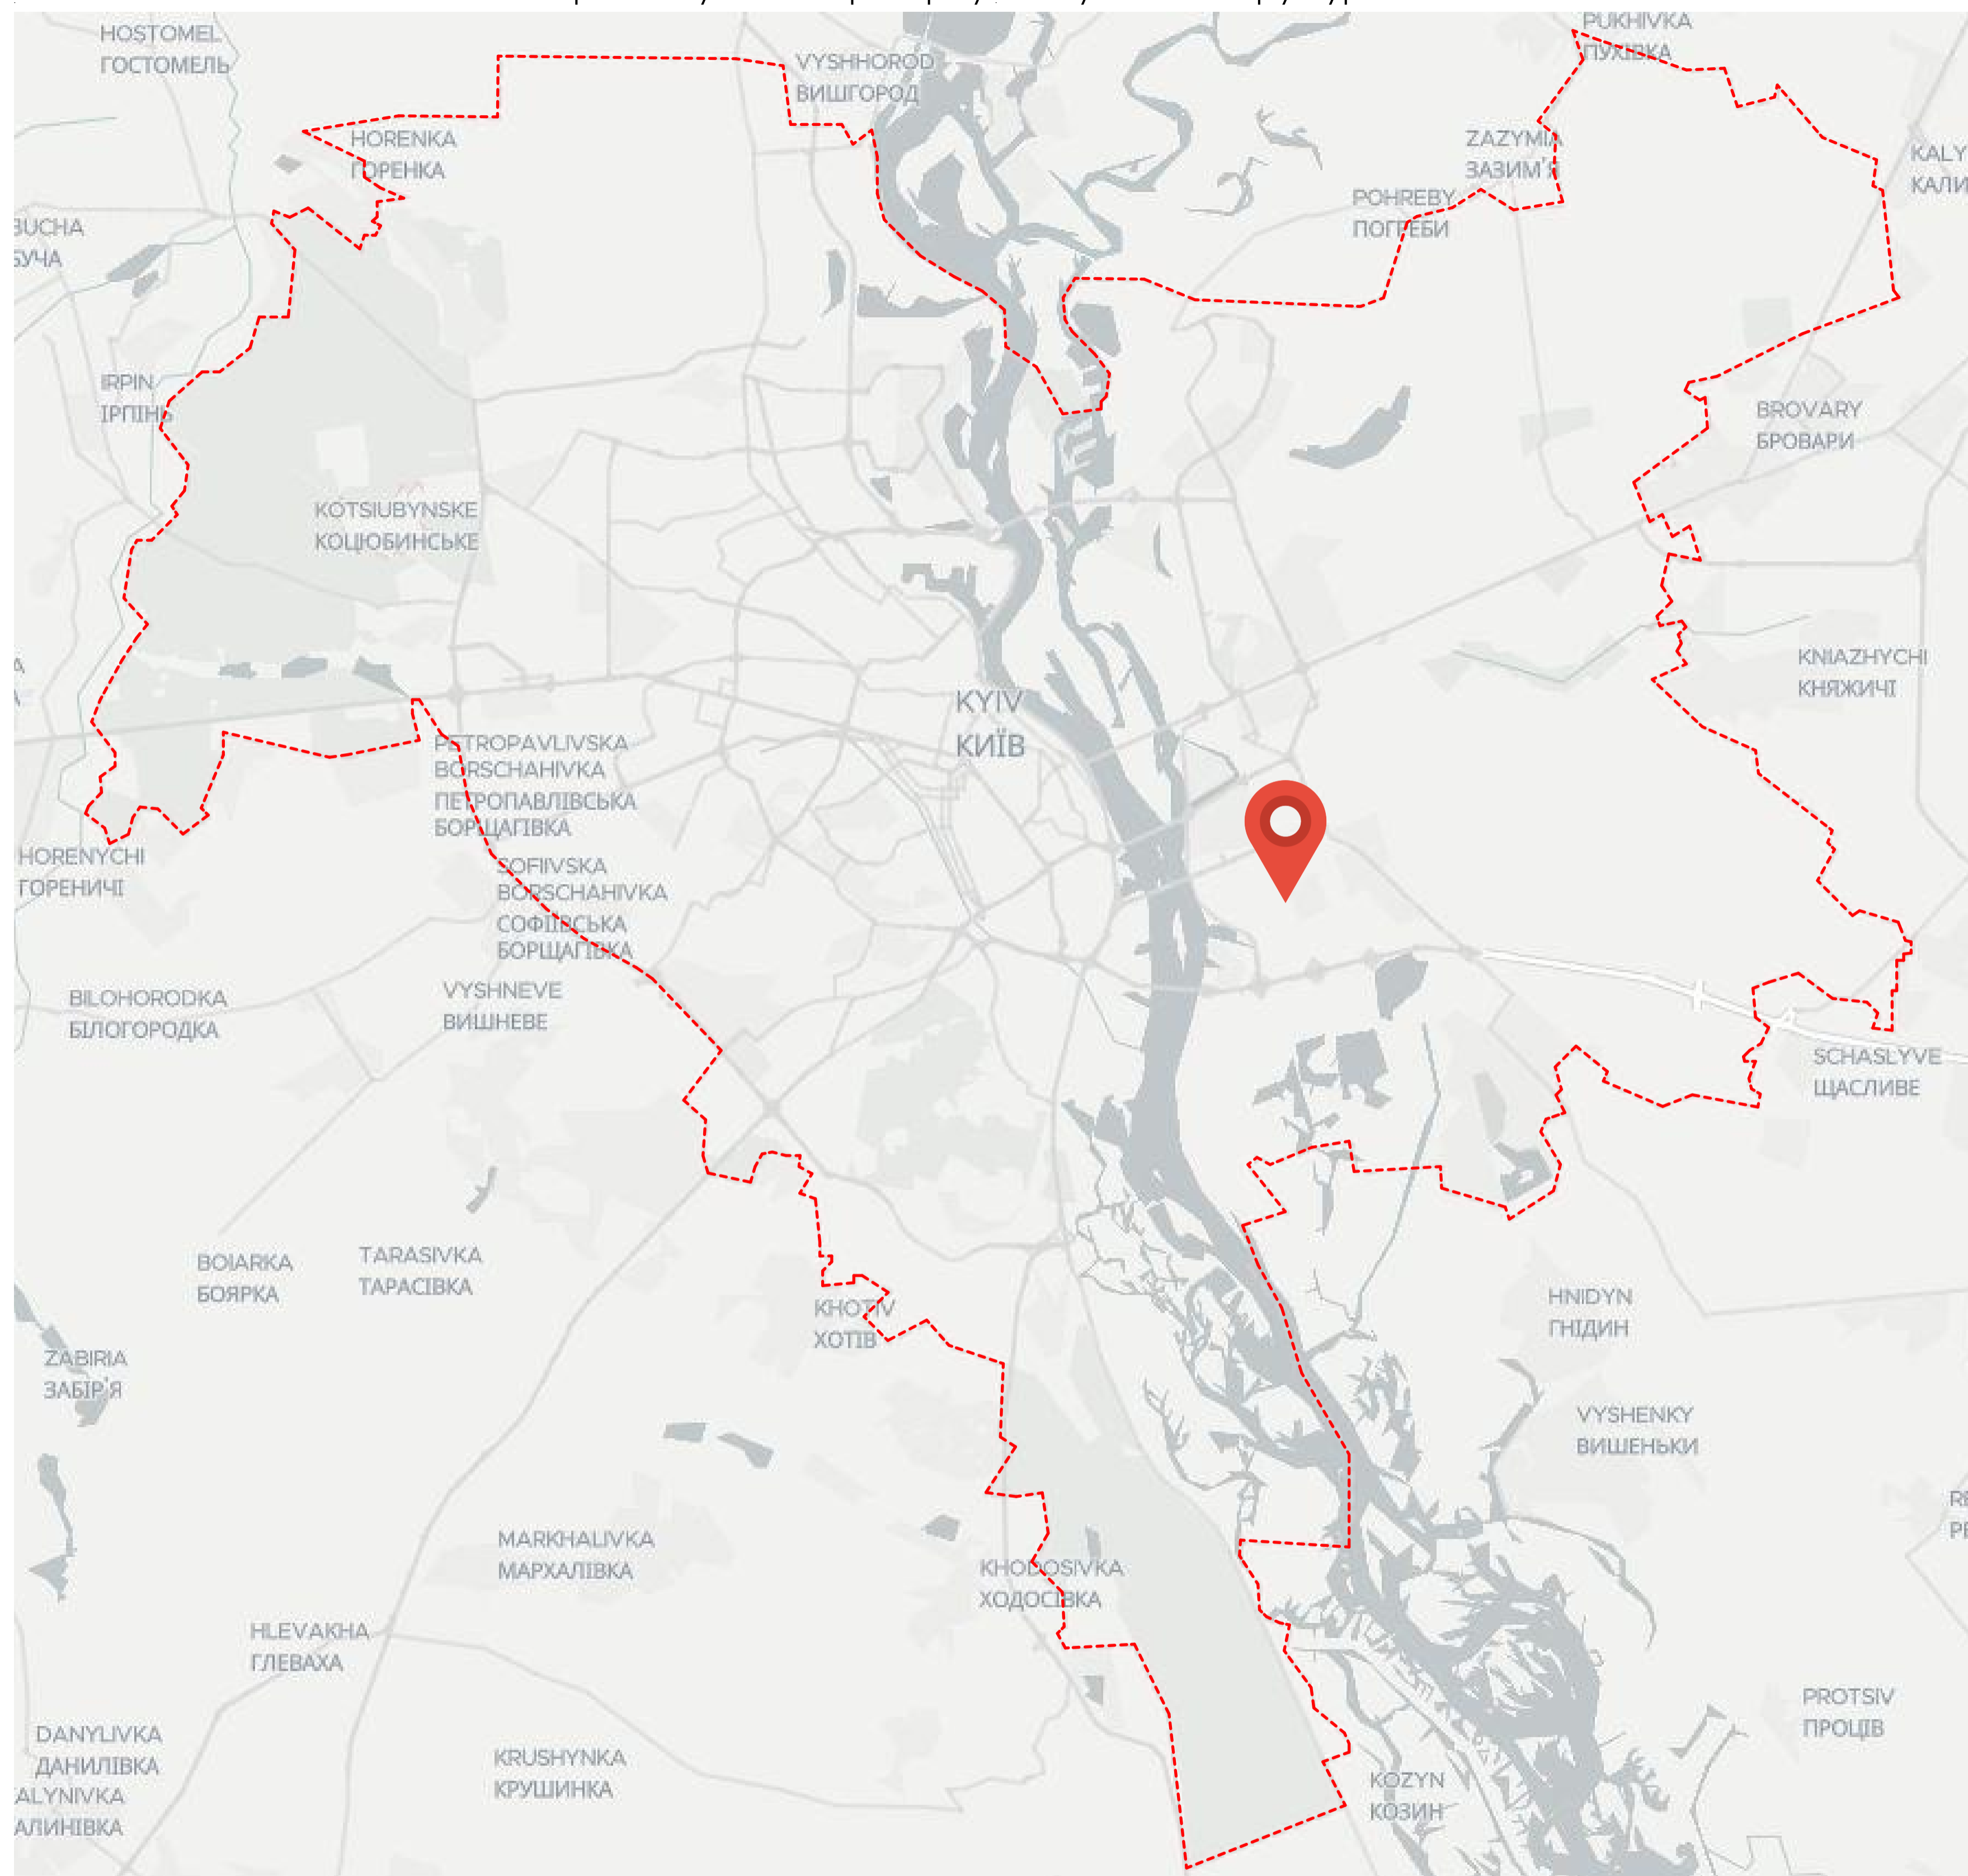 HOSTOMEL
ГОСТОМЕЛЬ
VYSHHOROD
ВИШГОРОД
PUKHIVKA
ПУХІВКА
HORENKA
ГОРЕНКА
ZAZYMIA
ЗАЗИМ'Я
KALY
КАЛИ
POHREBY
ПОГРЕБИ
BUCHA
БУЧА
IRPIN
ІРПІНЬ
BROVARY
БРОВАРИ
KOTSIUBYNSKE
КОЦЮБИНСЬКЕ
KNIAZHYCHI
КНЯЖИЧІ
KYIV
КИЇВ
PETROPAVLIVSKA
BORSCHAHIVKA
ПЕТРОПАВЛІВСЬКА
БОРЩАГІВКА
HORENYCHI
ГОРЕНИЧІ
SOFIIVSKA
BORSCHAHIVKA
СОФІЇВСЬКА
БОРЩАГІВКА
BILOHORODKA
БІЛОГОРОДКА
VYSHNEVE
ВИШНЕВЕ
SCHASLYVE
ЩАСЛИВЕ
BOIARKA
БОЯРКА
TARASIVKA
ТАРАСІВКА
KHOTIV
ХОТІВ
HNIDYN
ГНІДИН
ZABIRIA
ЗАБІР'Я
VYSHENKY
ВИШЕНЬКИ
MARKHALIVKA
МАРХАЛІВКА
KHODOSIVKA
ХОДОСІВКА
HLEVAKHA
ГЛЕВАХА
PROTSIV
ПРОЦІВ
DANYLIVKA
ДАНИЛІВКА
KRUSHYNKA
КРУШИНКА
KOZYN
КОЗИН
ALYNIVKA
АЛИНІВКА